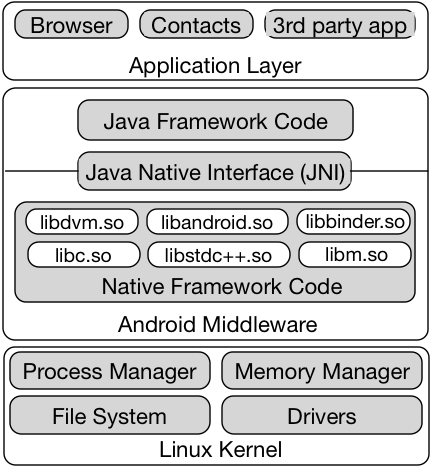 Browser Contacts 3rd party app
Application Layer
Java Framework Code
Java Native Interface (JNI)
libdvm.so libandroid.so libbinder.so
libc.so libstdc++.so libm.so
Native Framework Code
Android Middleware
Process Manager Memory Manager
File System Drivers
Linux Kernel